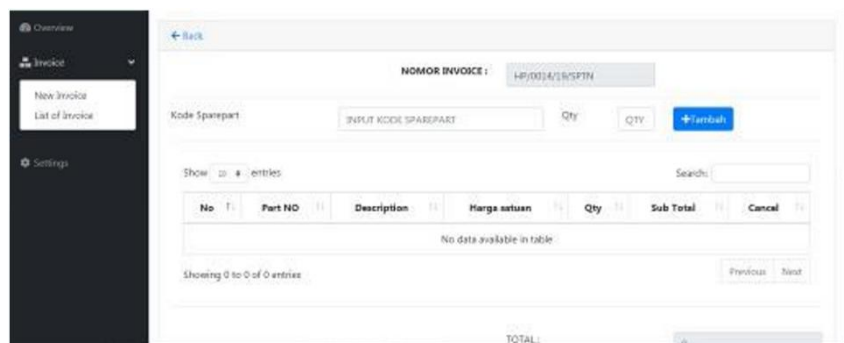 Overview
Back
Invoice
NOMOR INVOICE :
HP/0014/19/SPTN
New Invoice
List of Invoice
Kode Sparepart
INPUT KODE SPAREPART
Qty
QTY
+Tambah
Settings
Show 10 entries
Search:
No Part NO Description Harga satuan Qty Sub Total Cancel
No data available in table
Showing 0 to 0 of 0 entries
Previous Next
TOTAL :